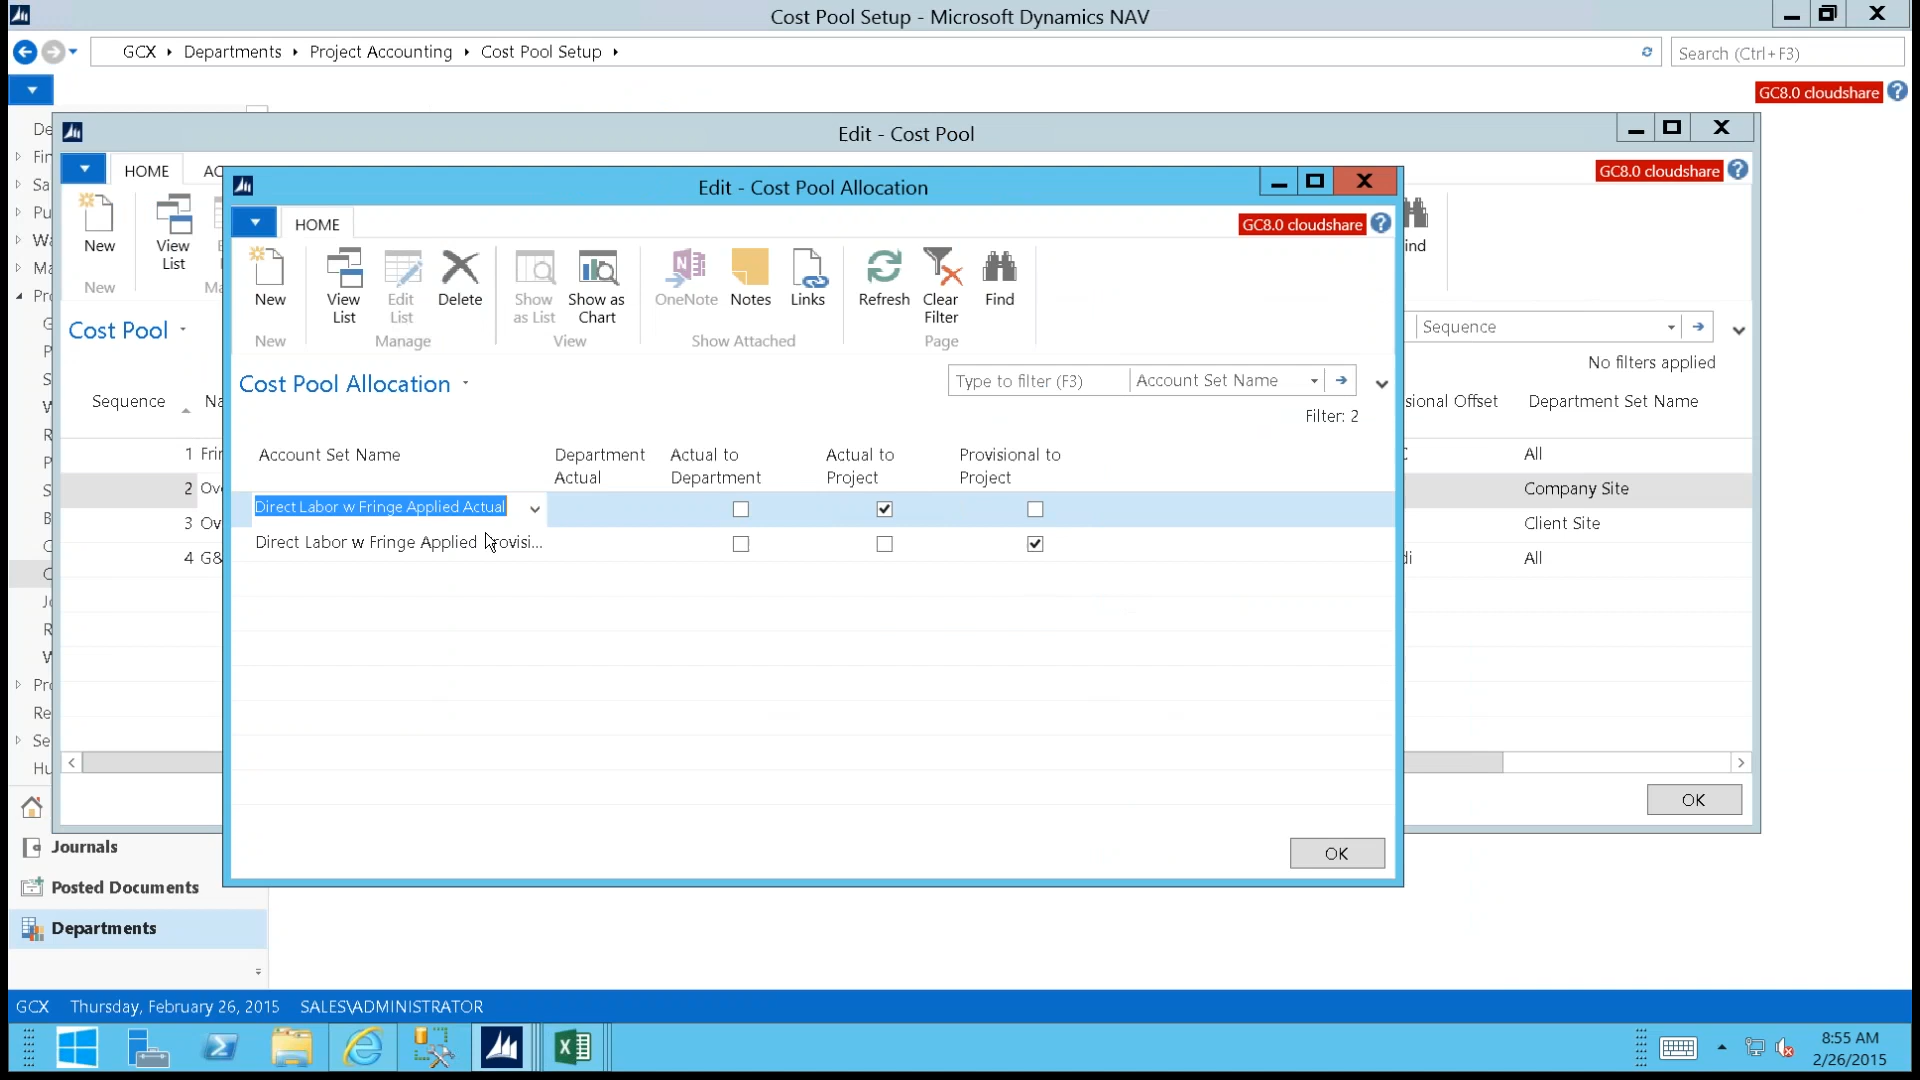 Cost Pool Setup - Microsoft Dynamics NAV
GCX Departments Project Accounting Cost Pool Setup
Search (Ctrl+F3)
GC8.0 cloudshare
Edit - Cost Pool
HOME
GC8.0 cloudshare
New
View List
New
Cost Pool
Sequence
No filters applied
Sequence
Department Set Name
1
All
2
Company Site
3
Client Site
4
All
OK
Edit - Cost Pool Allocation
HOME
GC8.0 cloudshare
New
View List
Edit List
Delete
Show as List
Show as Chart
OneNote
Notes
Links
Refresh
Clear Filter
Find
New
Manage
View
Show Attached
Page
Cost Pool Allocation
Type to filter (F3)
Account Set Name
Filter: 2
Account Set Name
Department Actual
Actual to Department
Actual to Project
Provisional to Project
Direct Labor w Fringe Applied Actual
Direct Labor w Fringe Applied Provisi...
OK
Journals
Posted Documents
Departments
GCX Thursday, February 26, 2015 SALES\ADMINISTRATOR
8:55 AM
2/26/2015